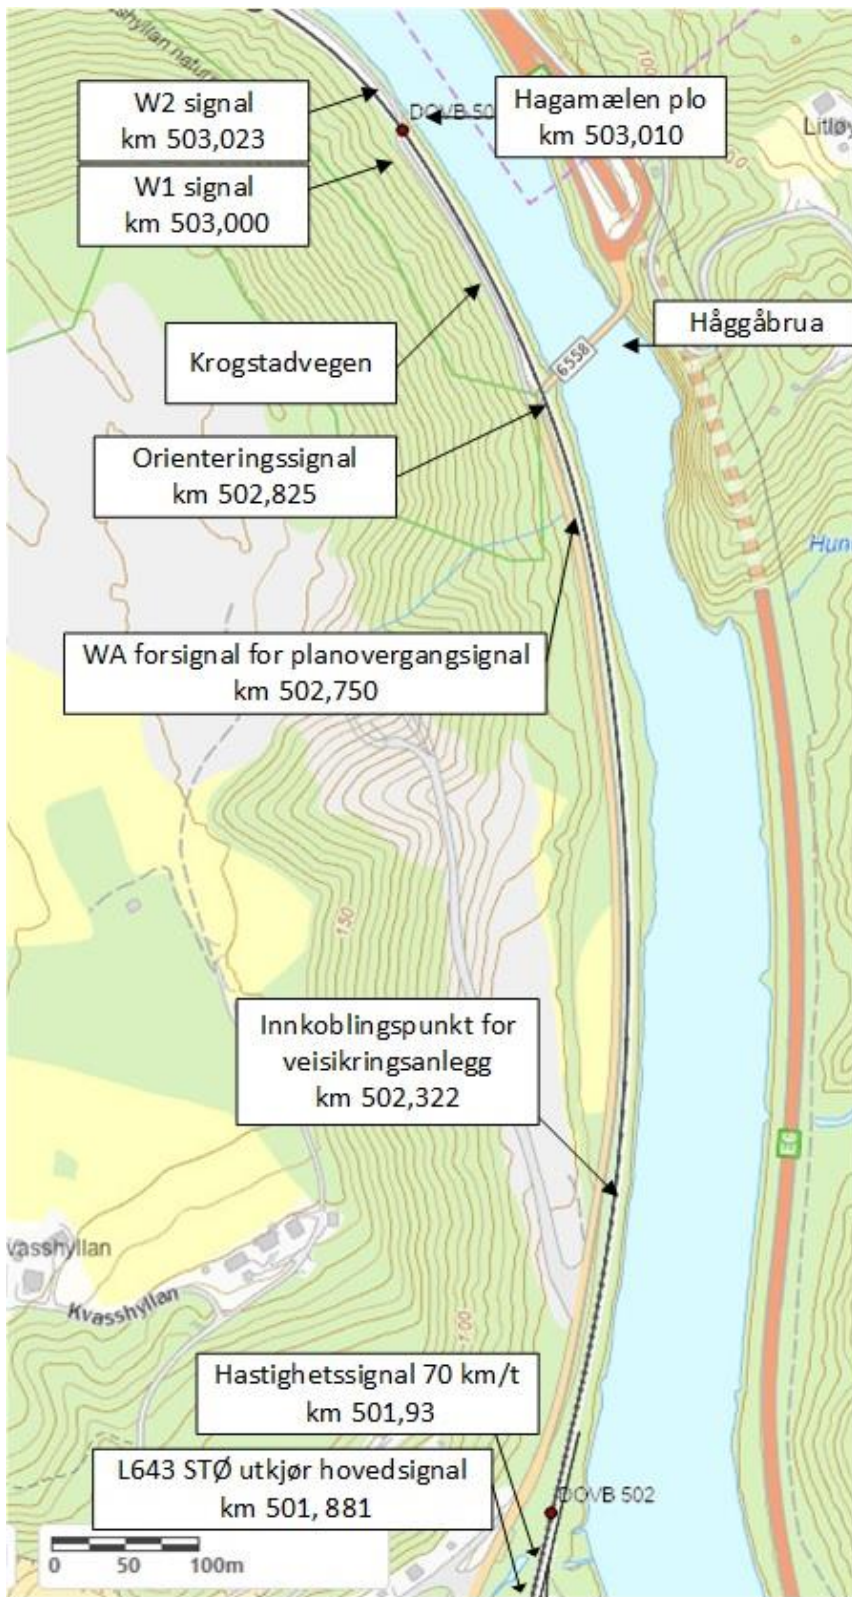 W2 signal
km 503,023
Hagamælen plo
km 503,010
W1 signal
km 503,000
Krogstadvegen
Håggåbrua
6558
Orienteringssignal
km 502,825
WA forsignal for planovergangsignal
km 502,750
150
Innkoblingspunkt for
veisikringsanlegg
km 502,322
E6
vasshyllan
Kvasshyllan
100
Hastighetssignal 70 km/t
km 501,93
L643 STØ utkjør hovedsignal
km 501, 881
DOVB 502
0 50 100m